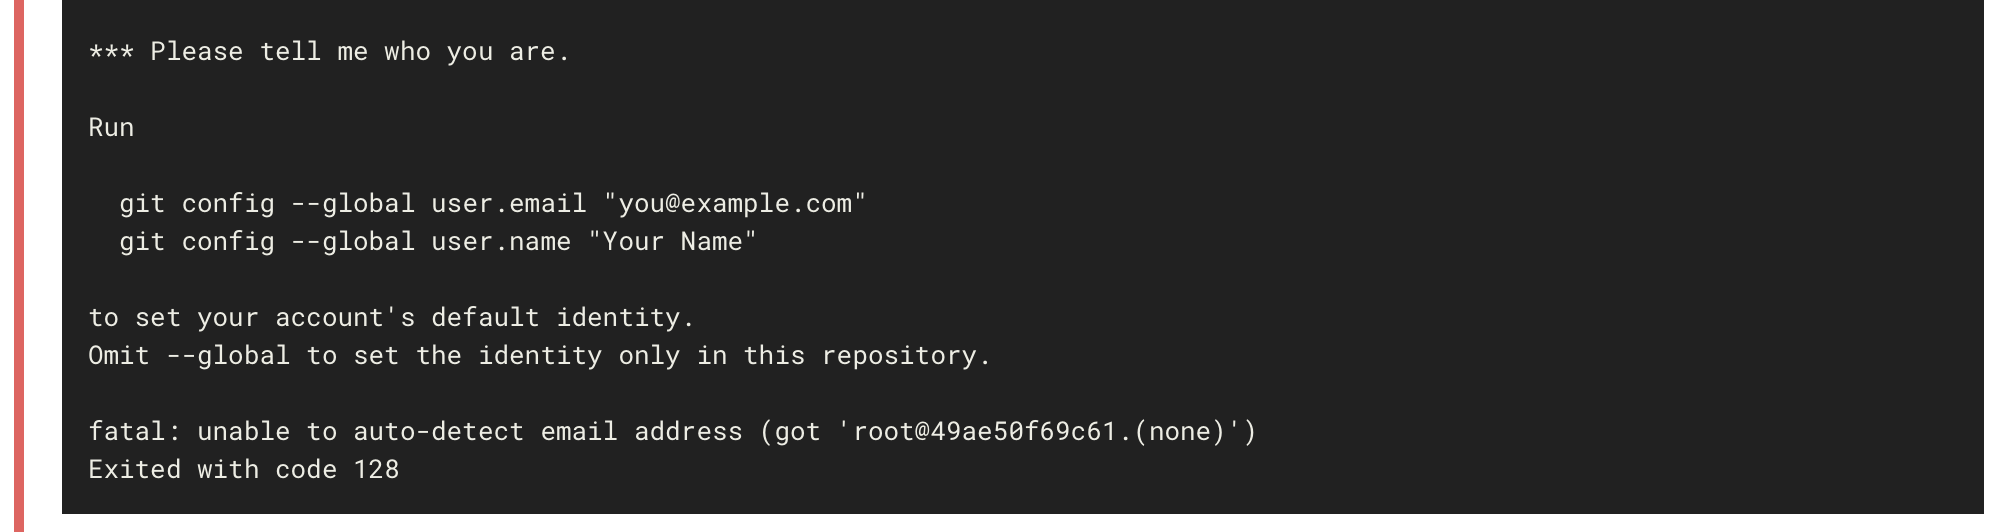 *** Please tell me who you are.
Run
git config --global user.email "you@example.com"
git config --global user.name "Your Name"
to set your account's default identity.
Omit --global to set the identity only in this repository.
fatal: unable to auto-detect email address (got 'root@49ae50f69c61.(none)')
Exited with code 128